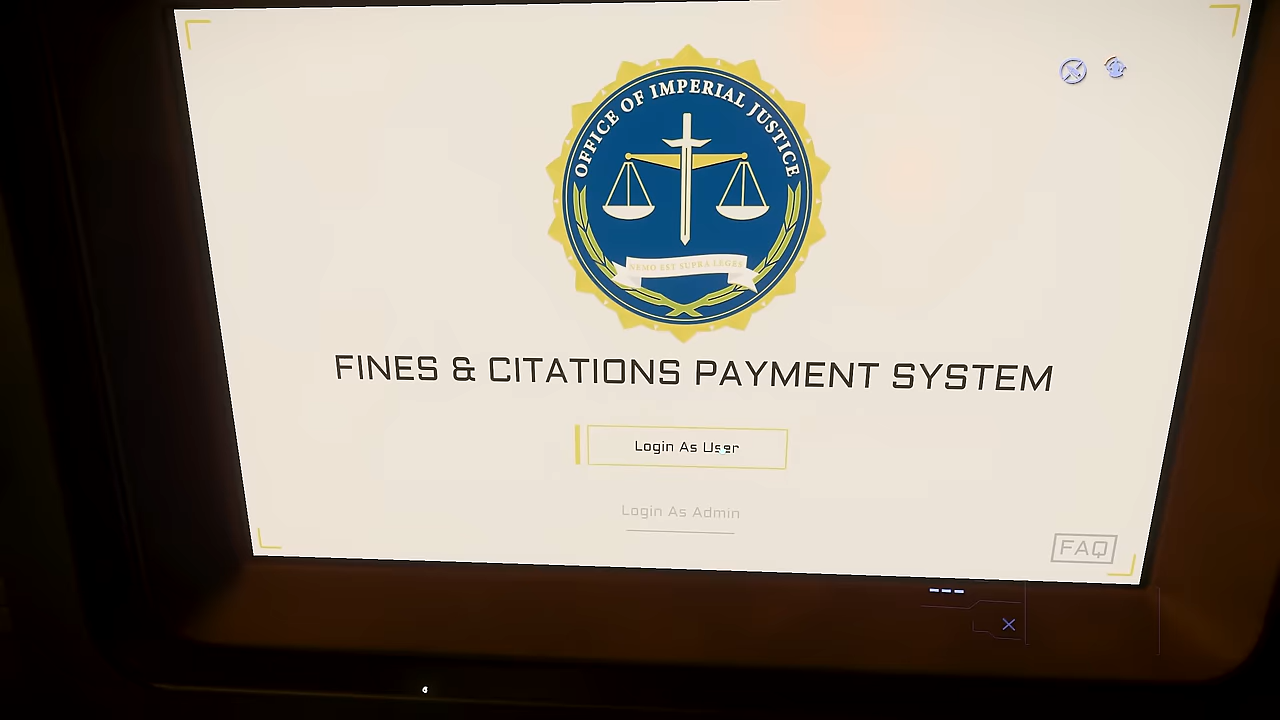 OFFICE OF IMPERIAL JUSTICE
NEMO EST SUPRA LEGES
FINES & CITATIONS PAYMENT SYSTEM
Login As User
Login As Admin
FAQ